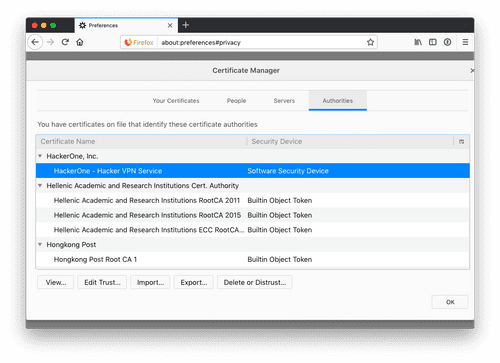 Preferences
Firefox about:preferences#privacy
Certificate Manager
Your Certificates People Servers Authorities
You have certificates on file that identify these certificate authorities
Certificate Name Security Device
HackerOne, Inc.
HackerOne - Hacker VPN Service Software Security Device
Hellenic Academic and Research Institutions Cert. Authority
Hellenic Academic and Research Institutions RootCA 2011 Builtin Object Token
Hellenic Academic and Research Institutions RootCA 2015 Builtin Object Token
Hellenic Academic and Research Institutions ECC RootCA... Builtin Object Token
Hongkong Post
Hongkong Post Root CA 1 Builtin Object Token
View... Edit Trust... Import... Export... Delete or Distrust...
OK